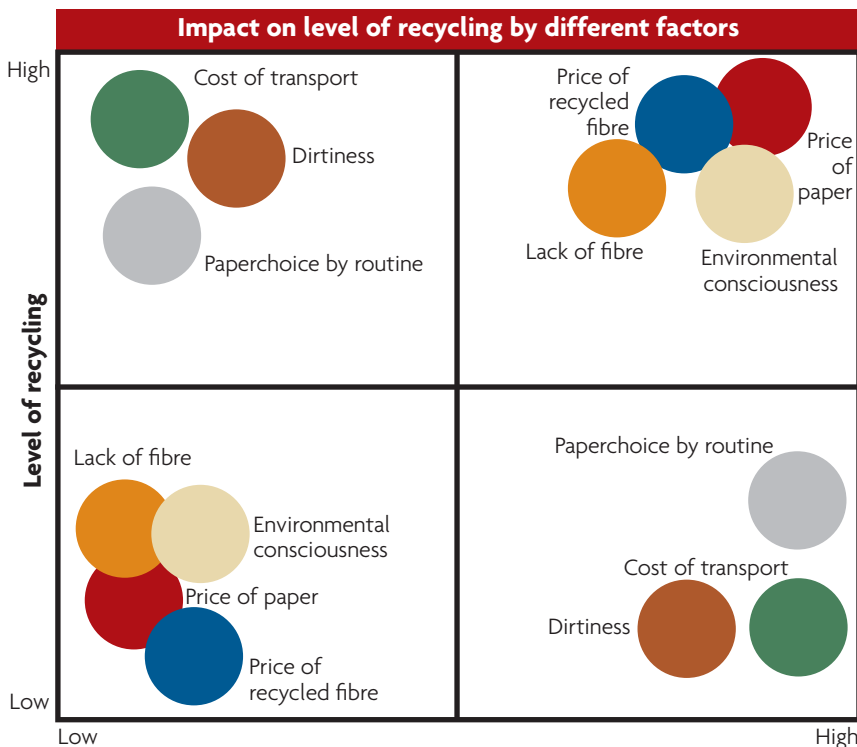 Impact on level of recycling by different factors
High
Cost of transport
Dirtiness
Paperchoice by routine
Price of
recycled
fibre
Price
of
paper
Lack of fibre
Environmental
consciousness
Level of recycling
Lack of fibre
Environmental
consciousness
Price of paper
Price of
recycled fibre
Paperchoice by routine
Cost of transport
Dirtiness
Low
Low
High